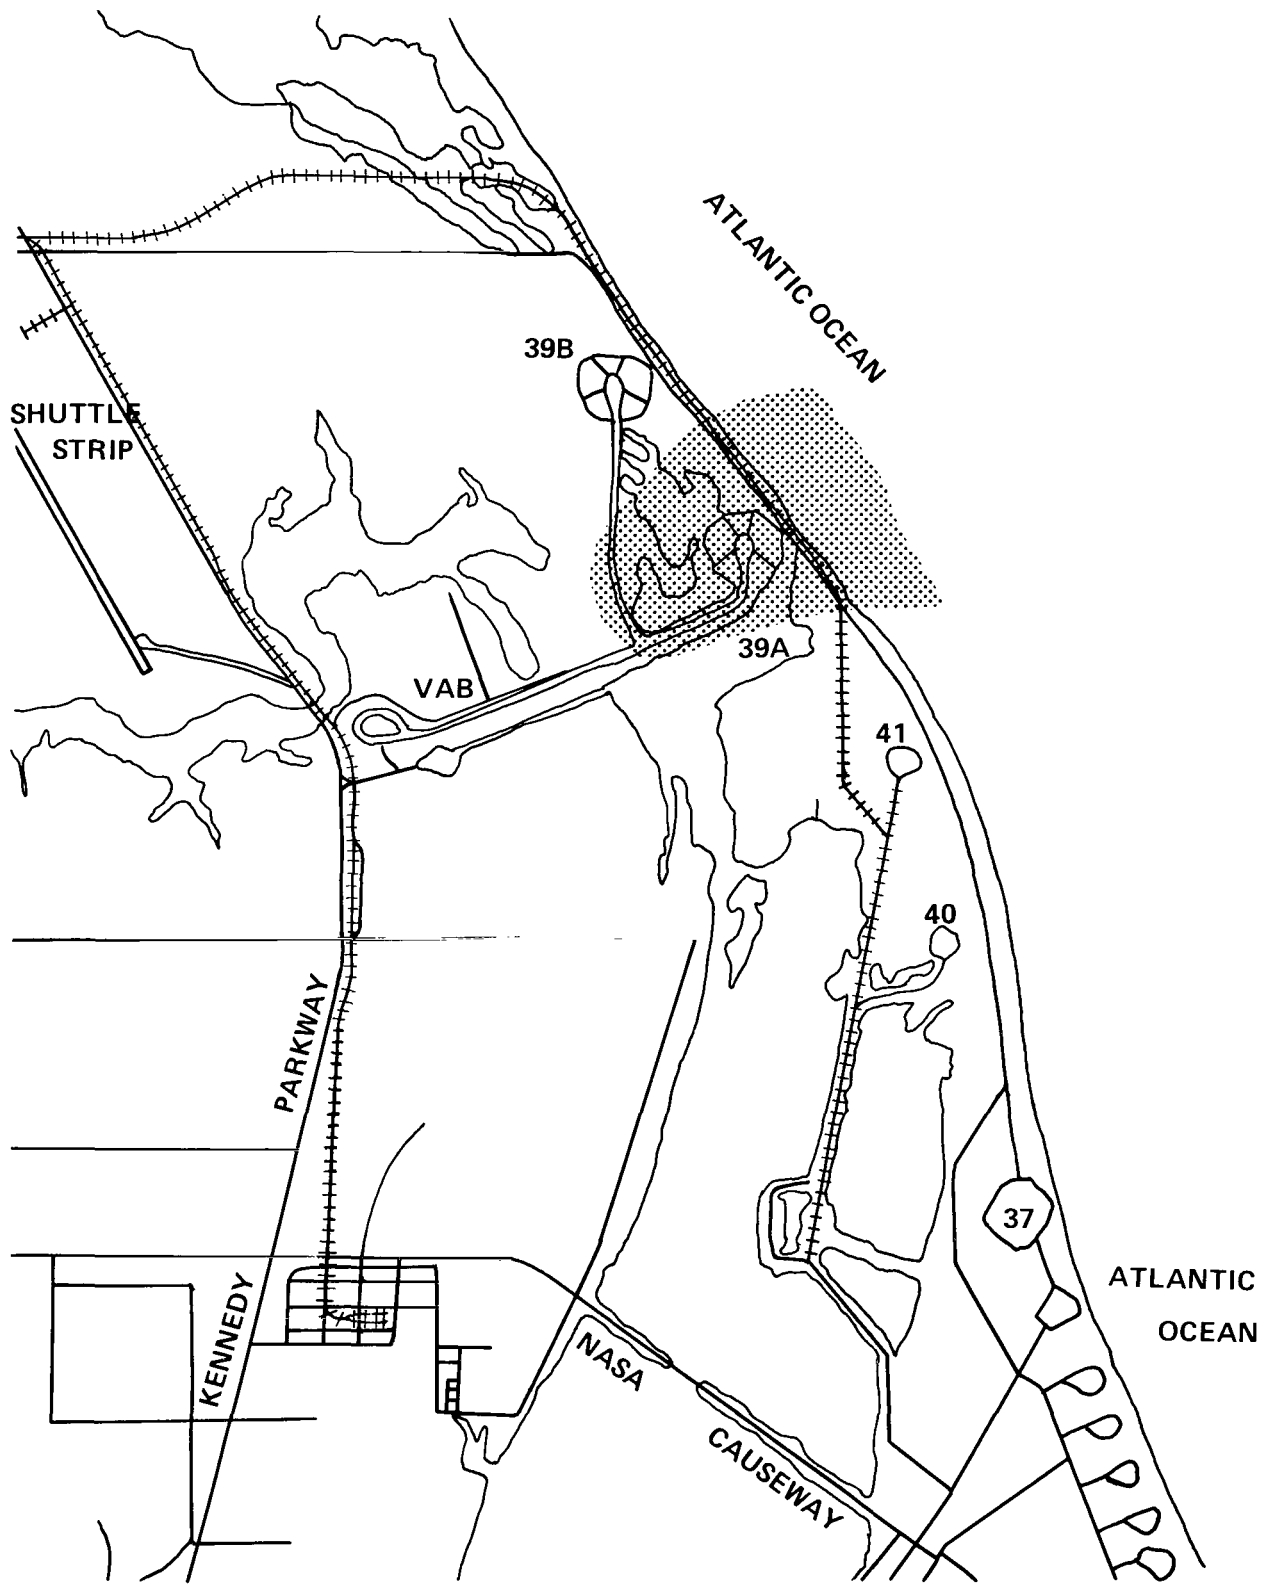 ATLANTIC OCEAN
39B
SHUTTLE
STRIP
39A
VAB
41
40
PARKWAY
37
ATLANTIC
OCEAN
KENNEDY
NASA
CAUSEWAY